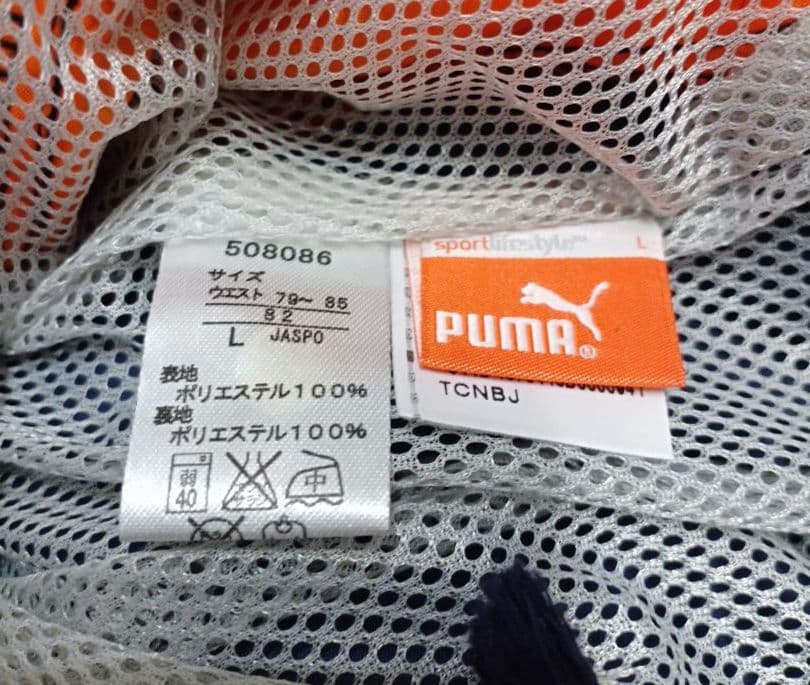 508086
サイズ
ウエスト 79～ 85
82
L JASPO
表地
ポリエステル100%
裏地
ポリエステル100%
弱
40
中
sportlifestyle™ L
PUMA®
TCNBJ